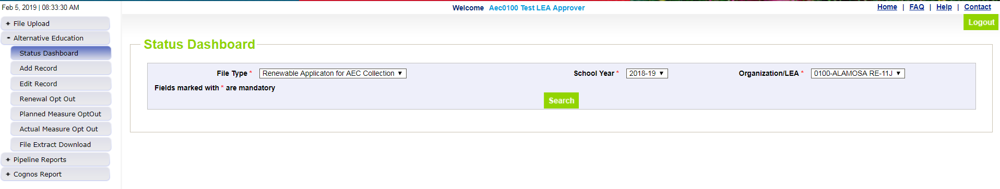 Feb 5, 2019 | 08:33:30 AM
Welcome Aec0100 Test LEA Approver
Home | FAQ | Help | Contact
Logout
+ File Upload
- Alternative Education
Status Dashboard
Add Record
Edit Record
Renewal Opt Out
Planned Measure OptOut
Actual Measure Opt Out
File Extract Download
+ Pipeline Reports
+ Cognos Report
Status Dashboard
File Type * Renewable Applicaton for AEC Collection ▼ School Year * 2018-19 ▼ Organization/LEA * 0100-ALAMOSA RE-11J ▼
Fields marked with * are mandatory
Search